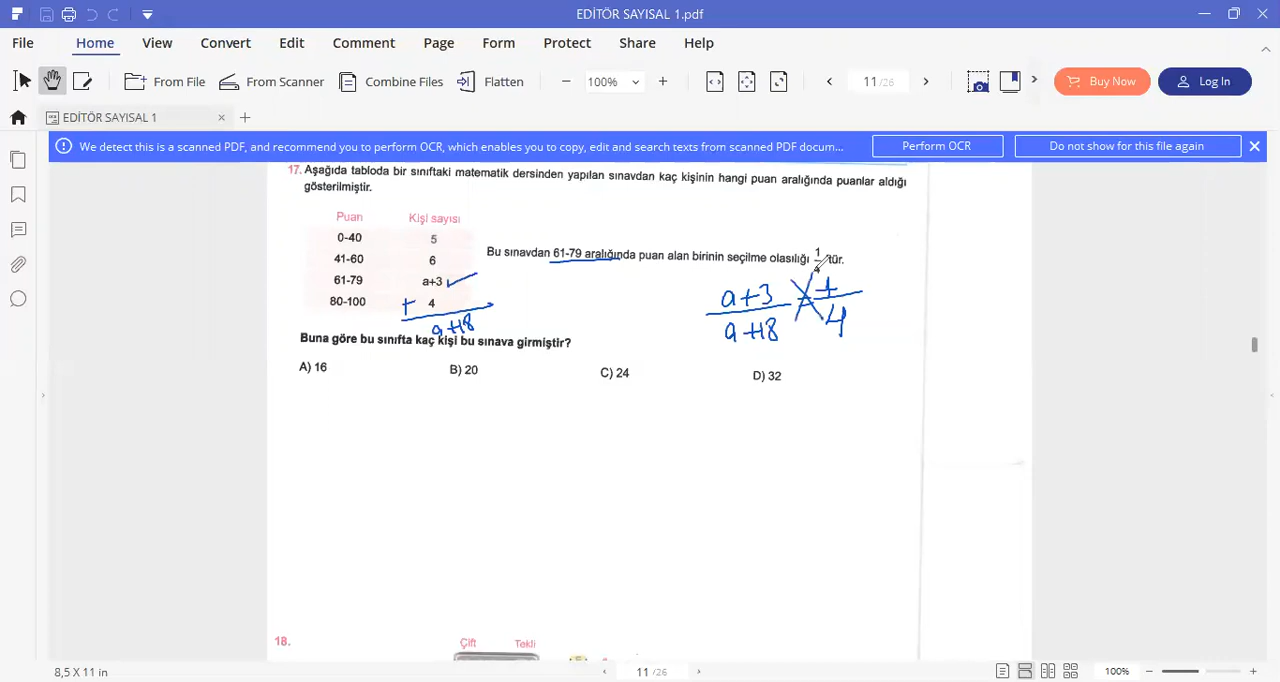 EDİTÖR SAYISAL 1.pdf
File Home View Convert Edit Comment Page Form Protect Share Help
From File From Scanner Combine Files Flatten 100% 11 /26 Buy Now Log In
EDİTÖR SAYISAL 1
We detect this is a scanned PDF, and recommend you to perform OCR, which enables you to copy, edit and search texts from scanned PDF docum... Perform OCR Do not show for this file again
17. Aşağıda tabloda bir sınıftaki matematik dersinden yapılan sınavdan kaç kişinin hangi puan aralığında puanlar aldığı
gösterilmiştir.
Puan Kişi sayısı
0-40 5
41-60 6
61-79 a+3
80-100 + 4
a+18
Bu sınavdan 61-79 aralığında puan alan birinin seçilme olasılığı 1/4 tür.
a+3 / a+18 = 1 / 4
Buna göre bu sınıfta kaç kişi bu sınava girmiştir?
A) 16 B) 20 C) 24 D) 32
18.
Çift Tekli
8,5 X 11 in 11 /26 100%